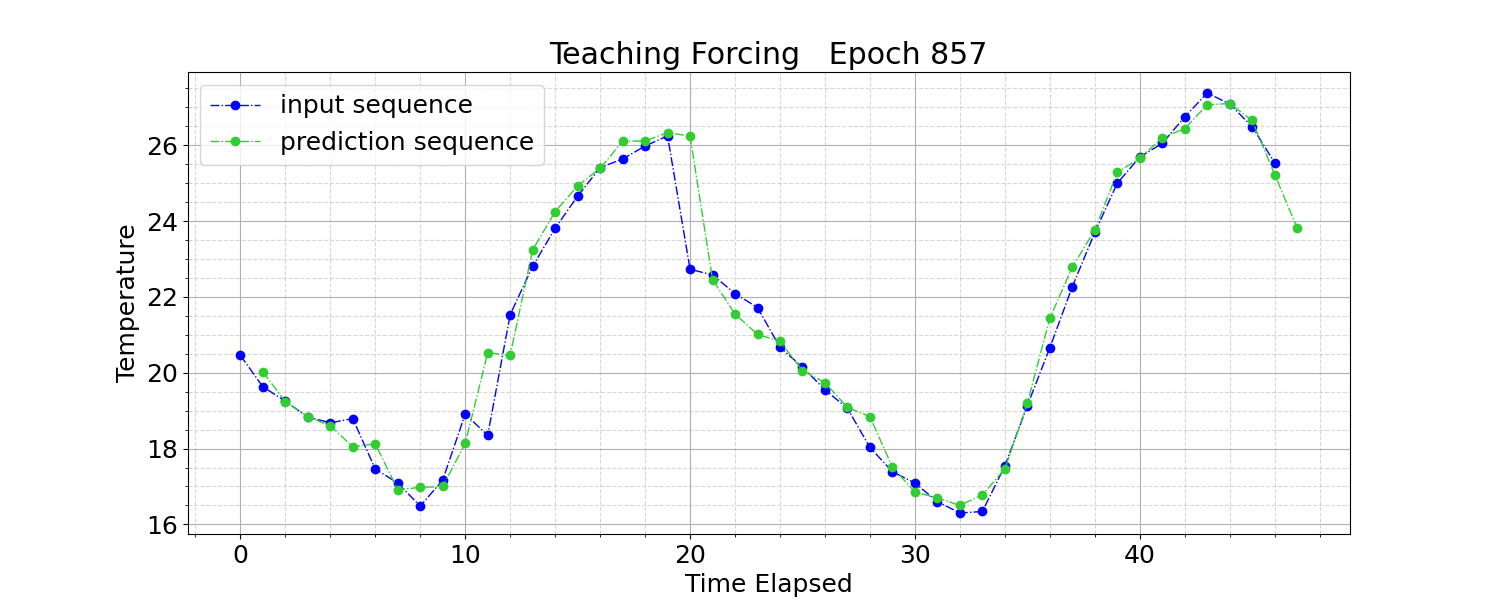 Teaching Forcing   Epoch 857
input sequence
prediction sequence
Temperature
26
24
22
20
18
16
0 10 20 30 40
Time Elapsed